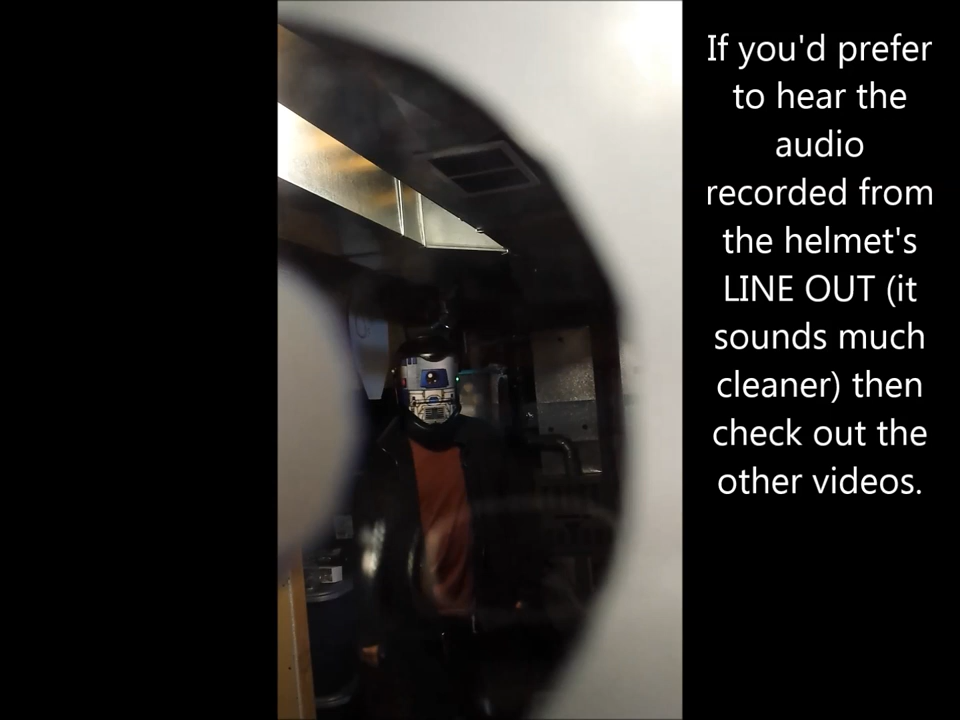 If you'd prefer
to hear the
audio
recorded from
the helmet's
LINE OUT (it
sounds much
cleaner) then
check out the
other videos.